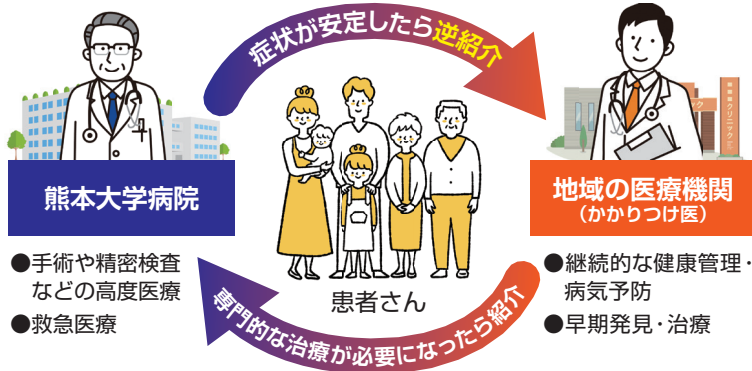 症状が安定したら逆紹介
熊本大学病院
●手術や精密検査
などの高度医療
●救急医療
患者さん
地域の医療機関
(かかりつけ医)
●継続的な健康管理・
病気予防
●早期発見・治療
専門的な治療が必要になったら紹介